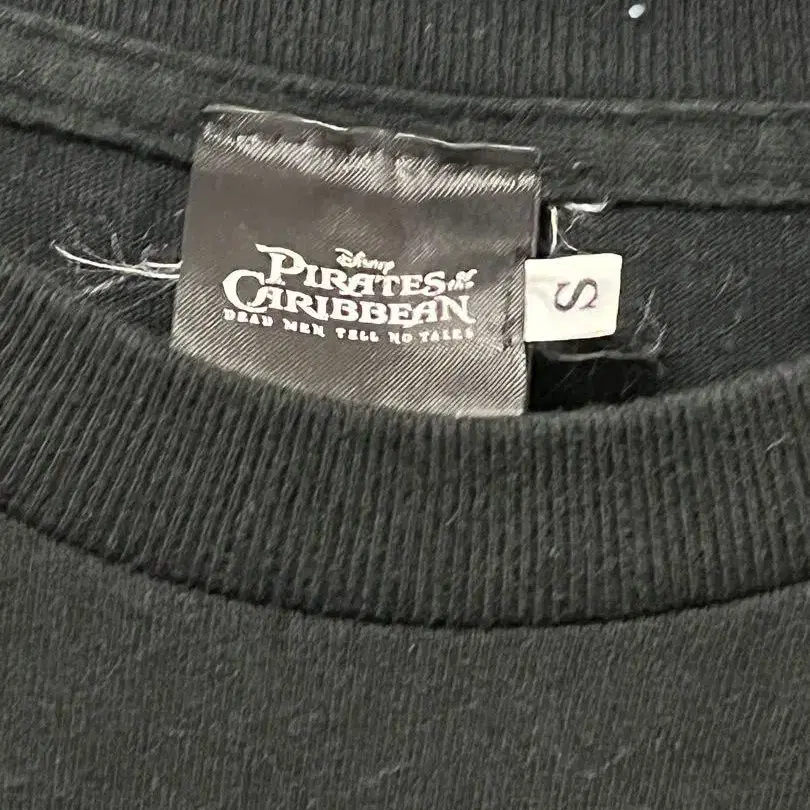 Disney
PIRATES OF THE
CARIBBEAN
DEAD MEN TELL NO TALES
S